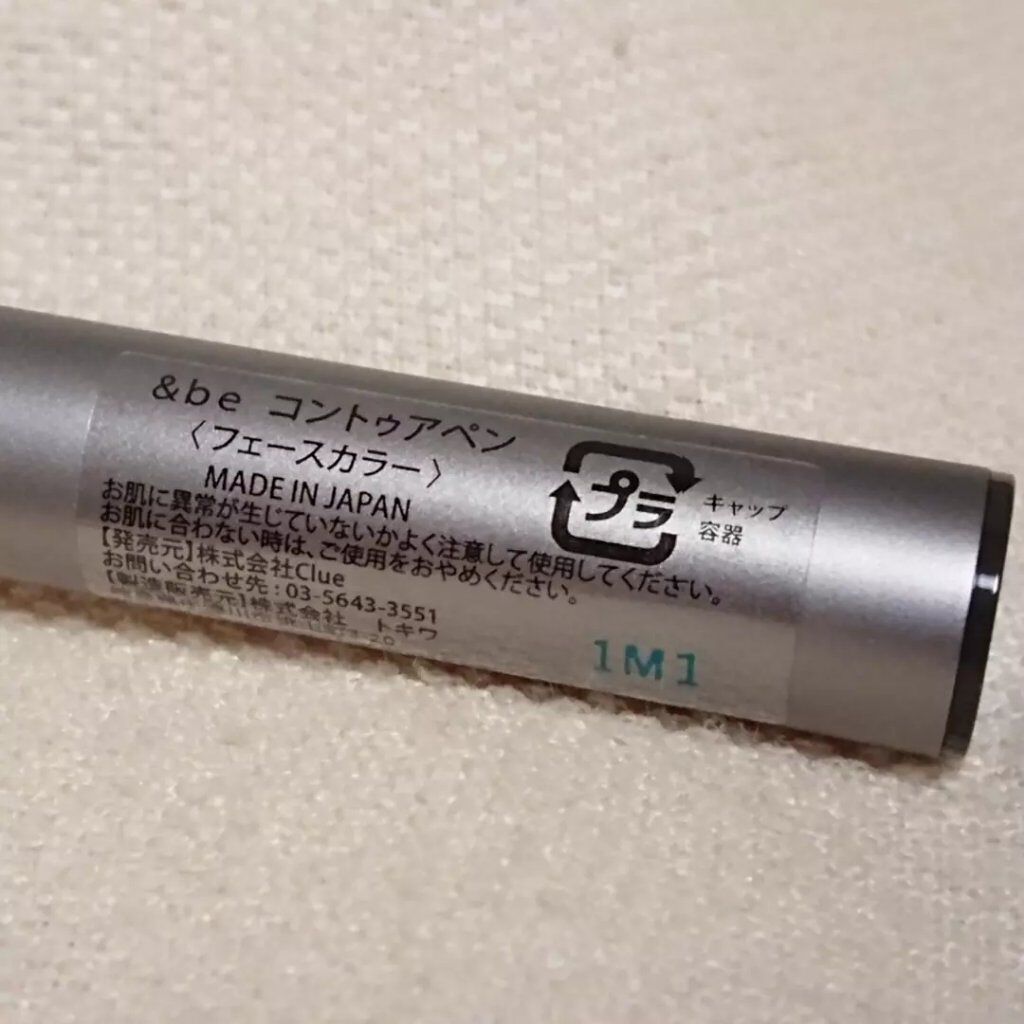 &be コントゥアペン
〈フェースカラー〉
MADE IN JAPAN
お肌に異常が生じていないかよく注意して使用してください。
お肌に合わない時は、ご使用をおやめください。
【発売元】株式会社Clue
お問い合わせ先：03-5643-3551
【製造販売元】株式会社 トキワ
プラ
キャップ
容器
1M1